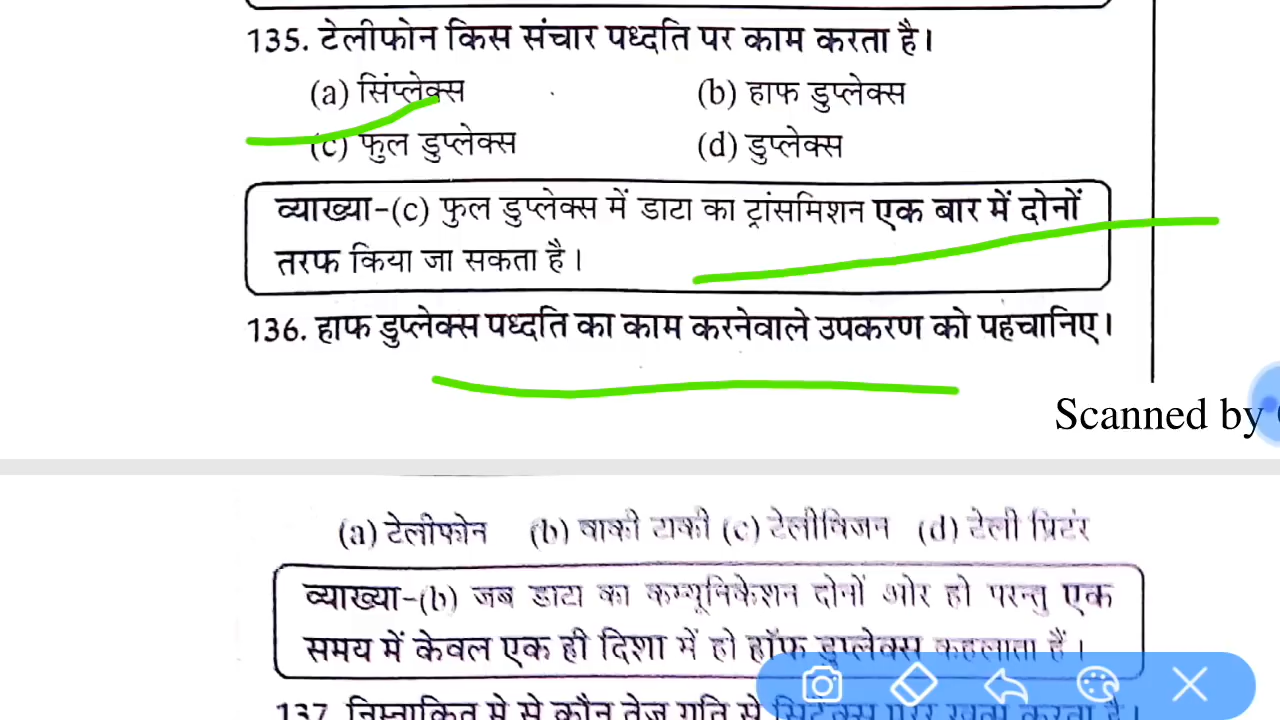 135. टेलीफोन किस संचार पध्दति पर काम करता है।
(a) सिंप्लेक्स (b) हाफ डुप्लेक्स
(c) फुल डुप्लेक्स (d) डुप्लेक्स
व्याख्या-(c) फुल डुप्लेक्स में डाटा का ट्रांसमिशन एक बार में दोनों
तरफ किया जा सकता है।
136. हाफ डुप्लेक्स पध्दति का काम करनेवाले उपकरण को पहचानिए।
Scanned by
(a) टेलीफोन (b) वाकी टाकी (c) टेलीविजन (d) टेली प्रिटंर
व्याख्या-(b) जब डाटा का कम्यूनिकेशन दोनों ओर हो परन्तु एक
समय में केवल एक ही दिशा में हो हॉफ डुप्लेक्स कहलाता हैं।
137. निम्नांकित मे से कौन तेज गति से